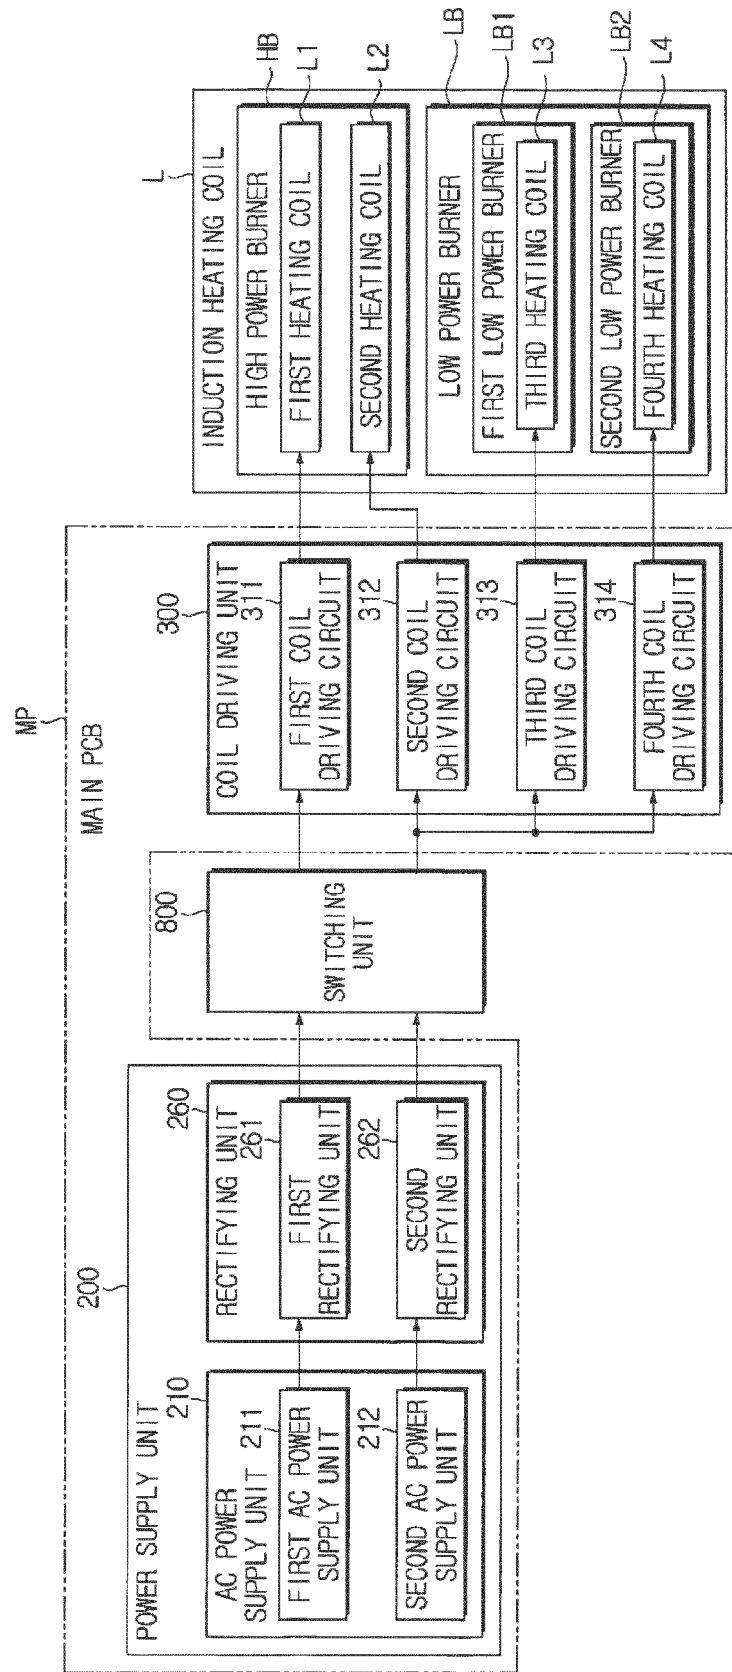 MP
MAIN PCB
200
POWER SUPPLY UNIT
210
AC POWER
SUPPLY UNIT
211
FIRST AC POWER
SUPPLY UNIT
212
SECOND AC POWER
SUPPLY UNIT
260
RECTIFYING UNIT
261
FIRST
RECTIFYING UNIT
262
SECOND
RECTIFYING UNIT
800
SWITCHING
UNIT
300
COIL DRIVING UNIT
311
FIRST COIL
DRIVING CIRCUIT
312
SECOND COIL
DRIVING CIRCUIT
313
THIRD COIL
DRIVING CIRCUIT
314
FOURTH COIL
DRIVING CIRCUIT
L
INDUCTION HEATING COIL
HB
HIGH POWER BURNER
L1
FIRST HEATING COIL
L2
SECOND HEATING COIL
LB
LOW POWER BURNER
LB1
FIRST LOW POWER BURNER
L3
THIRD HEATING COIL
LB2
SECOND LOW POWER BURNER
L4
FOURTH HEATING COIL